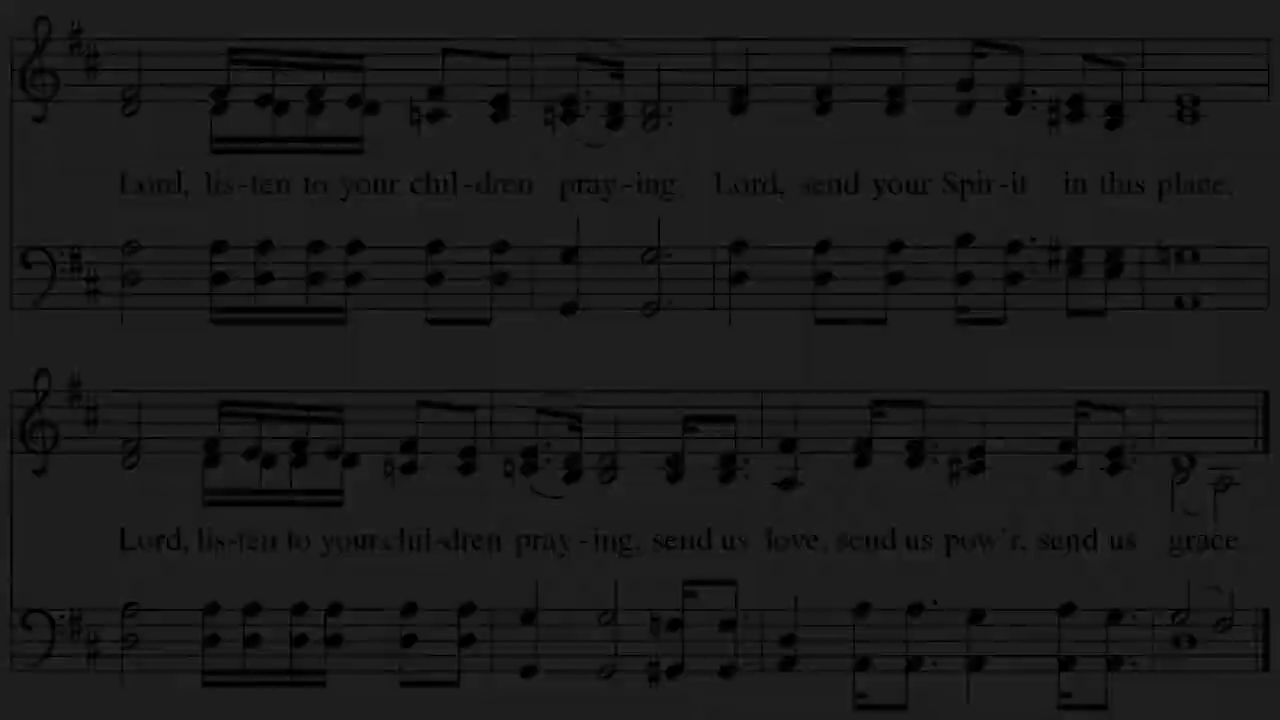 Lord, lis-ten to your chil-dren pray-ing. Lord, send your Spir-it in this place;
Lord, lis-ten to your chil-dren pray-ing, send us love, send us pow'r, send us grace.